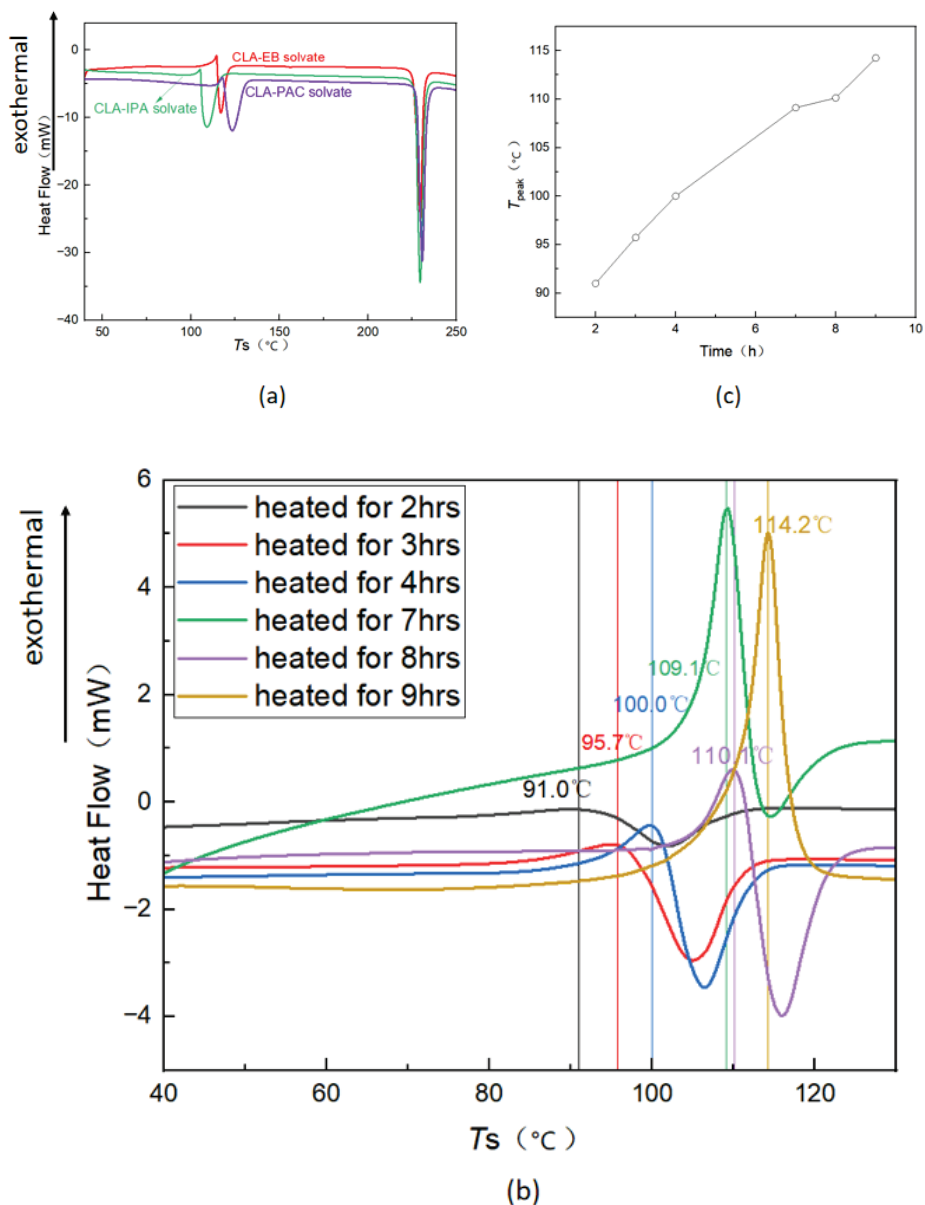 exothermal
Heat Flow（mW）
0
−10
−20
−30
−40
CLA-EB solvate
CLA-IPA solvate
CLA-PAC solvate
50
100
150
200
250
Ts（℃）
(a)
115
110
105
100
95
90
Tpeak（℃）
2
4
6
8
10
Time（h）
(c)
exothermal
Heat Flow（mW）
6
4
2
0
−2
−4
heated for 2hrs
heated for 3hrs
heated for 4hrs
heated for 7hrs
heated for 8hrs
heated for 9hrs
114.2℃
109.1℃
100.0℃
95.7℃
110.1℃
91.0℃
40
60
80
100
120
Ts（℃）
(b)